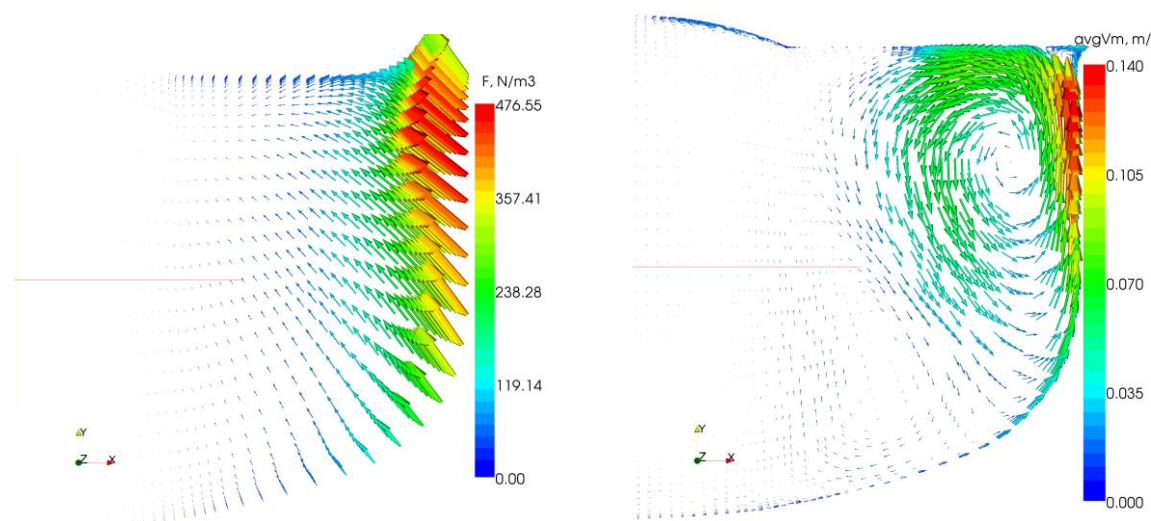 F, N/m3
476.55
357.41
238.28
119.14
0.00
Y
Z X
avgVm, m/
0.140
0.105
0.070
0.035
0.000
Y
Z X